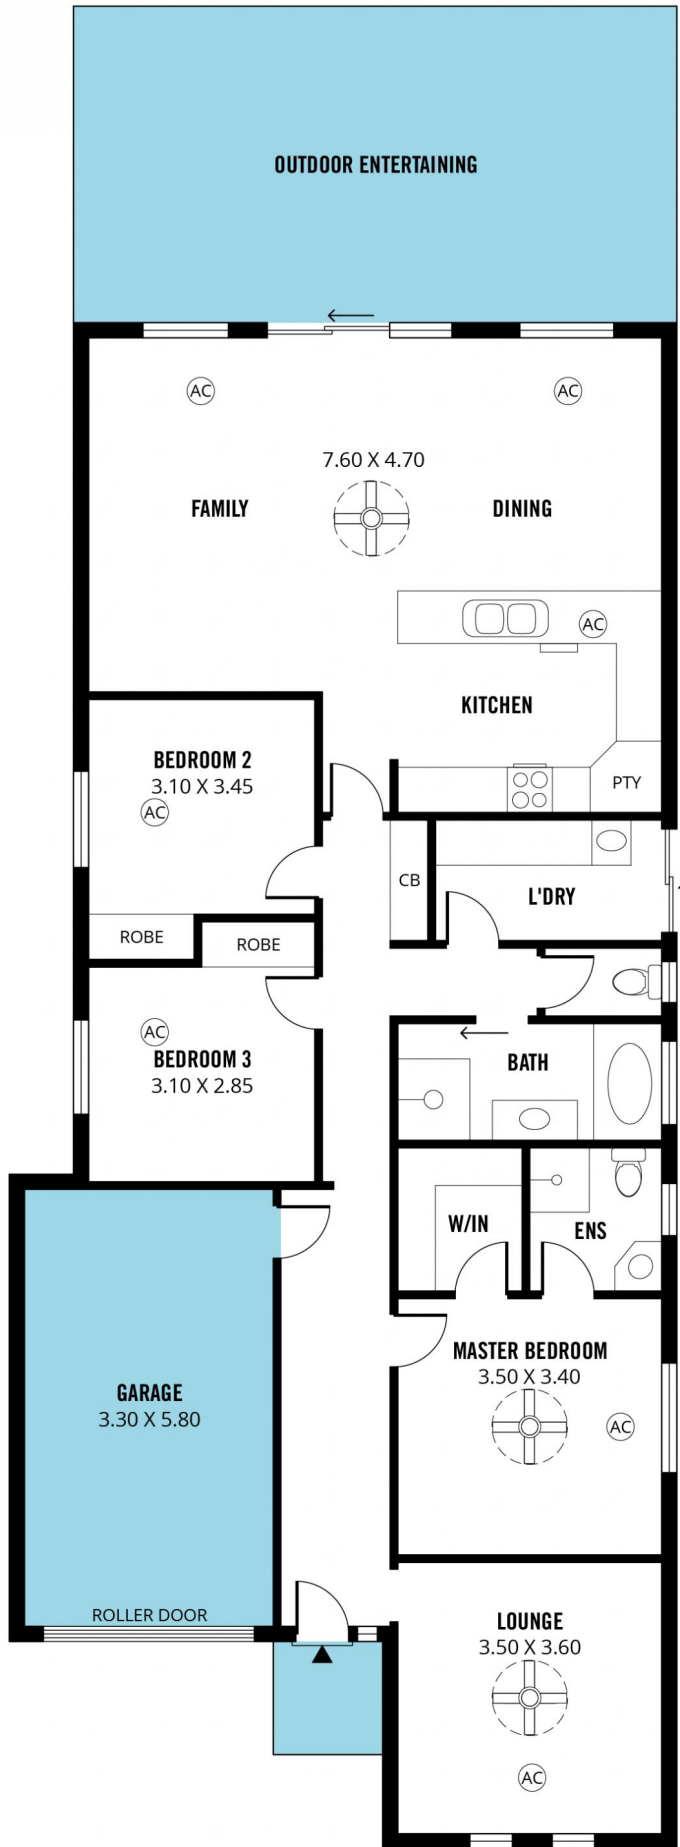 OUTDOOR ENTERTAINING
AC
AC
7.60 X 4.70
FAMILY
DINING
AC
KITCHEN
PTY
BEDROOM 2
3.10 X 3.45
AC
CB
L'DRY
ROBE
ROBE
AC
BEDROOM 3
3.10 X 2.85
BATH
W/IN
ENS
MASTER BEDROOM
3.50 X 3.40
AC
GARAGE
3.30 X 5.80
ROLLER DOOR
LOUNGE
3.50 X 3.60
AC